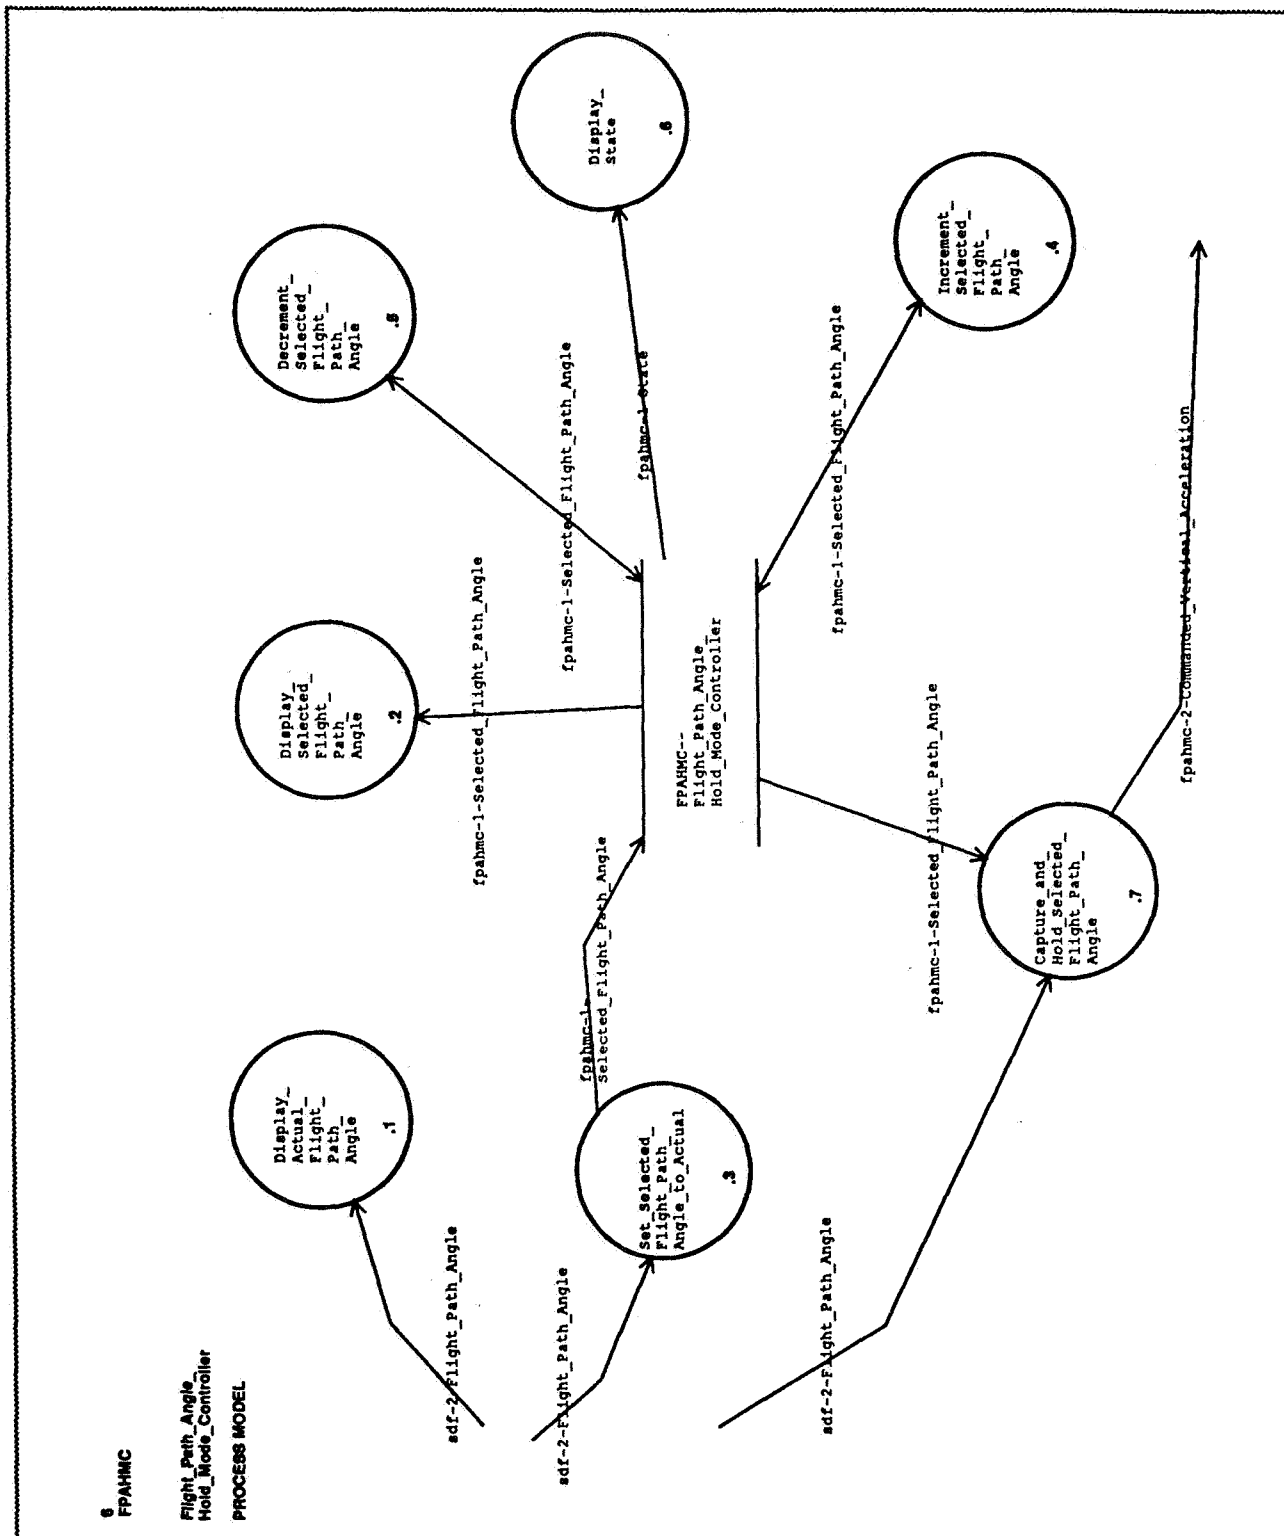 6
FPAHMC
Flight_Path_Angle_
Hold_Mode_Controller
PROCESS MODEL
Display_
Actual_
Flight_
Path_
Angle
.1
Display_
Selected_
Flight_
Path_
Angle
.2
Decrement_
Selected_
Flight_
Path_
Angle
.5
sdf-2-Flight_Path_Angle
fpahmc-1-Selected_Flight_Path_Angle
fpahmc-1-Selected_Flight_Path_Angle
Display_
State
.6
sdf-2-Flight_Path_Angle
fpahmc-1-
Selected_Flight_Path_Angle
fpahmc-1-State
Set_Selected_
Flight_Path_
Angle_to_Actual
.3
FPAHMC--
Flight_Path_Angle_
Hold_Mode_Controller
sdf-2-Flight_Path_Angle
fpahmc-1-Selected_Flight_Path_Angle
fpahmc-1-Selected_Flight_Path_Angle
Increment_
Selected_
Flight_
Path_
Angle
.4
Capture_and_
Hold_Selected_
Flight_Path_
Angle
.7
fpahmc-2-Commanded_Vertical_Acceleration